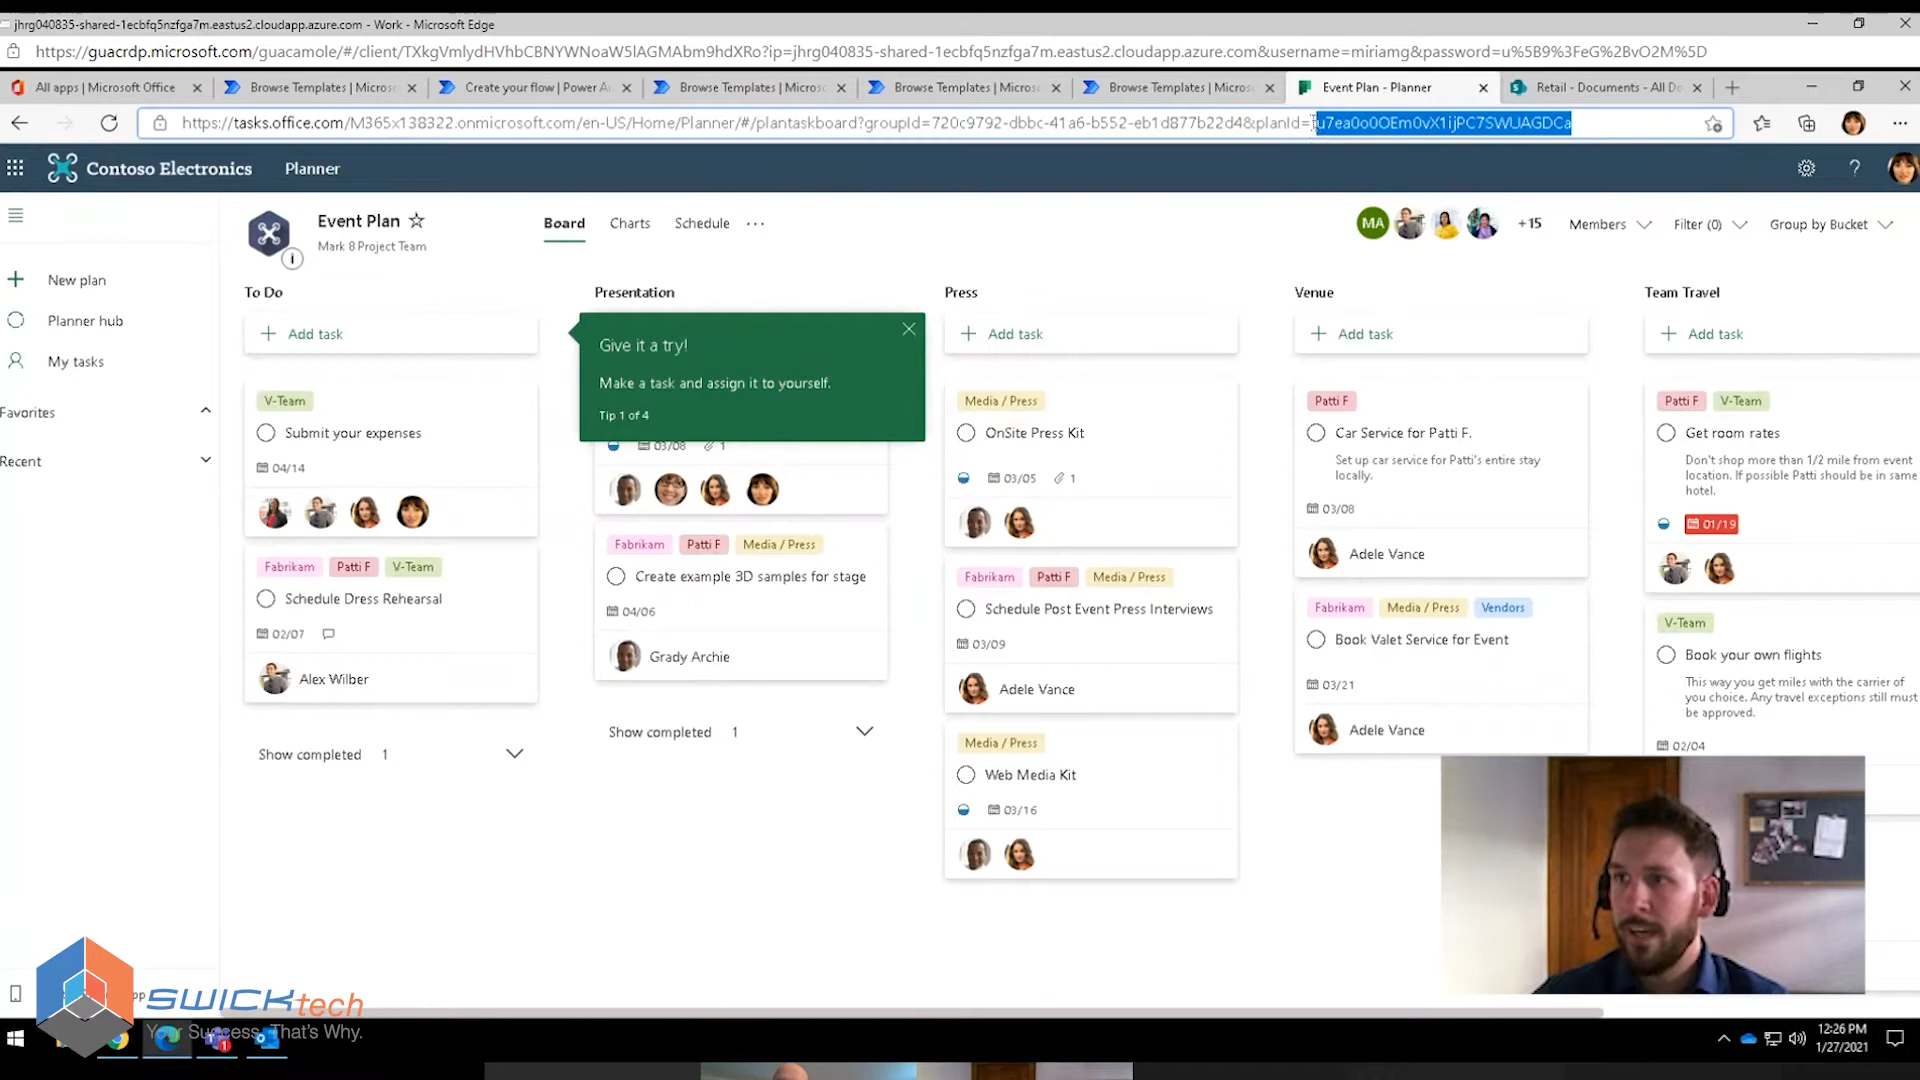 jhrg040835-shared-1ecbfq5nzfga7m.eastus2.cloudapp.azure.com - Work - Microsoft Edge
https://guacrdp.microsoft.com/guacamole/#/client/TXkgVmlydHVhbCBNYWNoaW5lAGMAbm9hdXRo?ip=jhrg040835-shared-1ecbfq5nzfga7m.eastus2.cloudapp.azure.com&username=miriamg&password=u%5B9%3FeG%2BvO2M%5D
All apps | Microsoft Office
Browse Templates | Micros
Create your flow | Power A
Browse Templates | Micros
Browse Templates | Micros
Browse Templates | Micros
Event Plan - Planner
Retail - Documents - All Do
https://tasks.office.com/M365x138322.onmicrosoft.com/en-US/Home/Planner/#/plantaskboard?groupId=720c9792-dbbc-41a6-b552-eb1d877b22d4&planId=u7ea0o0OEm0vX1ijPC7SWUAGDCa
Contoso Electronics
Planner
?
Event Plan
Mark 8 Project Team
Board
Charts
Schedule
MA
+15
Members
Filter (0)
Group by Bucket
New plan
Planner hub
My tasks
Favorites
Recent
To Do
Add task
V-Team
Submit your expenses
04/14
Fabrikam
Patti F
V-Team
Schedule Dress Rehearsal
02/07
Alex Wilber
Show completed 1
Presentation
Give it a try!
Make a task and assign it to yourself.
Tip 1 of 4
03/08
1
Fabrikam
Patti F
Media / Press
Create example 3D samples for stage
04/06
Grady Archie
Show completed 1
Press
Add task
Media / Press
OnSite Press Kit
03/05
1
Fabrikam
Patti F
Media / Press
Schedule Post Event Press Interviews
03/09
Adele Vance
Media / Press
Web Media Kit
03/16
Venue
Add task
Patti F
Car Service for Patti F.
Set up car service for Patti's entire stay
locally.
03/08
Adele Vance
Fabrikam
Media / Press
Vendors
Book Valet Service for Event
03/21
Adele Vance
Team Travel
Add task
Patti F
V-Team
Get room rates
Don't shop more than 1/2 mile from event
location. If possible Patti should be in same
hotel.
01/19
V-Team
Book your own flights
This way you get miles with the carrier of
you choice. Any travel exceptions still must
be approved.
02/04
SWICKtech
Your Success. That's Why.
1
12:26 PM
1/27/2021